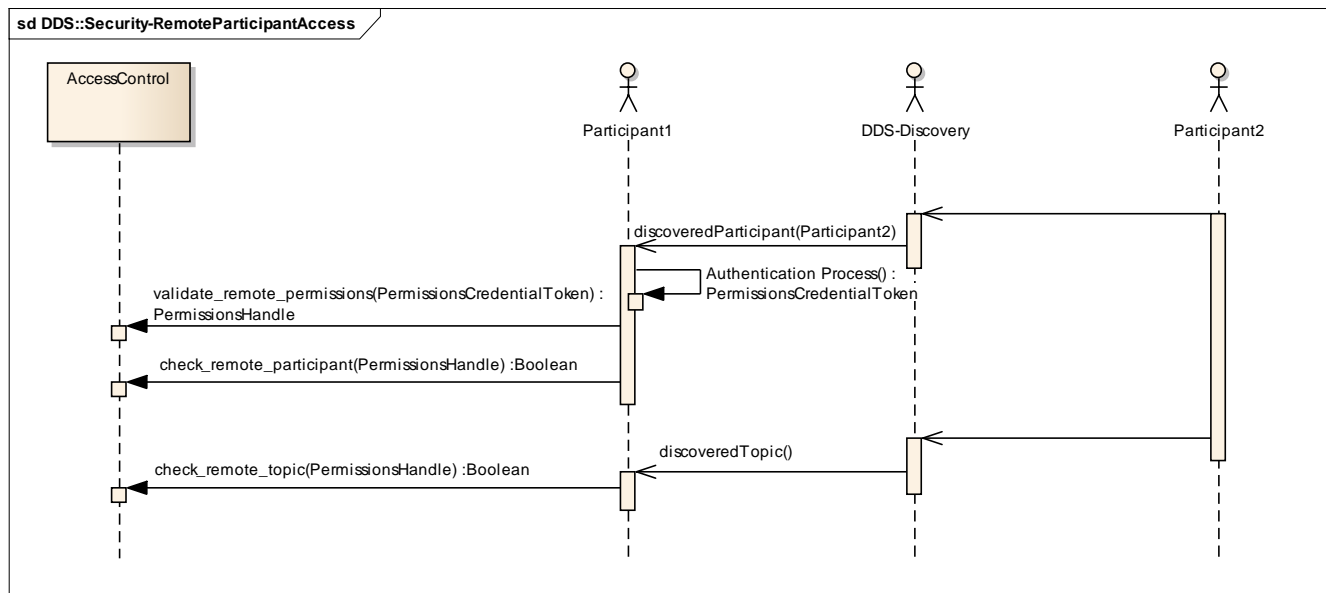 sd DDS::Security-RemoteParticipantAccess
AccessControl
Participant1
DDS-Discovery
Participant2
discoveredParticipant(Participant2)
Authentication Process() :
PermissionsCredentialToken
validate_remote_permissions(PermissionsCredentialToken) :
PermissionsHandle
check_remote_participant(PermissionsHandle) :Boolean
discoveredTopic()
check_remote_topic(PermissionsHandle) :Boolean